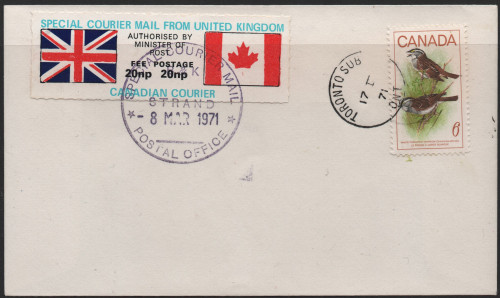 SPECIAL COURIER MAIL FROM UNITED KINGDOM
AUTHORISED BY
MINISTER OF
POST
FEE POSTAGE
20np 20np
CANADIAN COURIER
SPECIAL COURIER MAIL
U.K.
STRAND
- 8 MAR 1971
POSTAL OFFICE
TORONTO SUB
17
71
ONT
CANADA
6